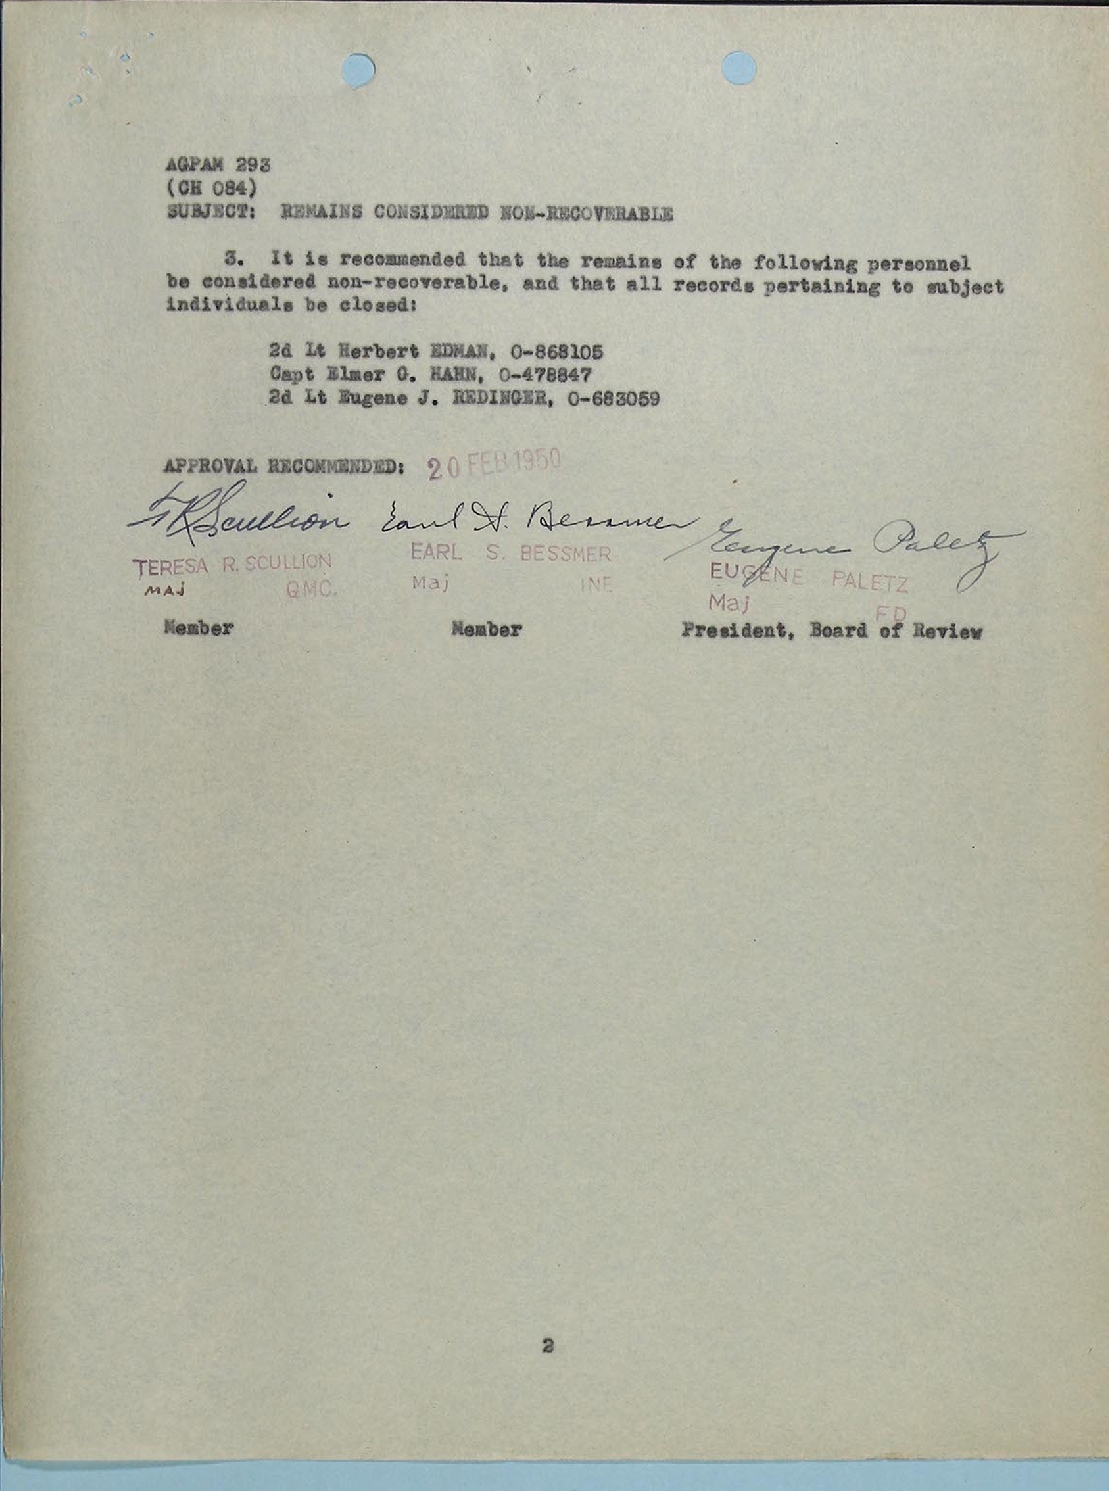 AGPAM 293
(CH 084)
SUBJECT: REMAINS CONSIDERED NON-RECOVERABLE
3. It is recommended that the remains of the following personnel
be considered non-recoverable, and that all records pertaining to subject
individuals be closed:
2d Lt Herbert EDMAN, O-868105
Capt Elmer G. HAHN, O-478847
2d Lt Eugene J. REDINGER, O-683059
APPROVAL RECOMMENDED: 20 FEB 1950
TRScullion Earl S. Bessmer Eugene Paletz
TERESA R. SCULLION EARL S. BESSMER EUGENE PALETZ
MAJ QMC. Maj INF Maj FD
Member Member President, Board of Review
2